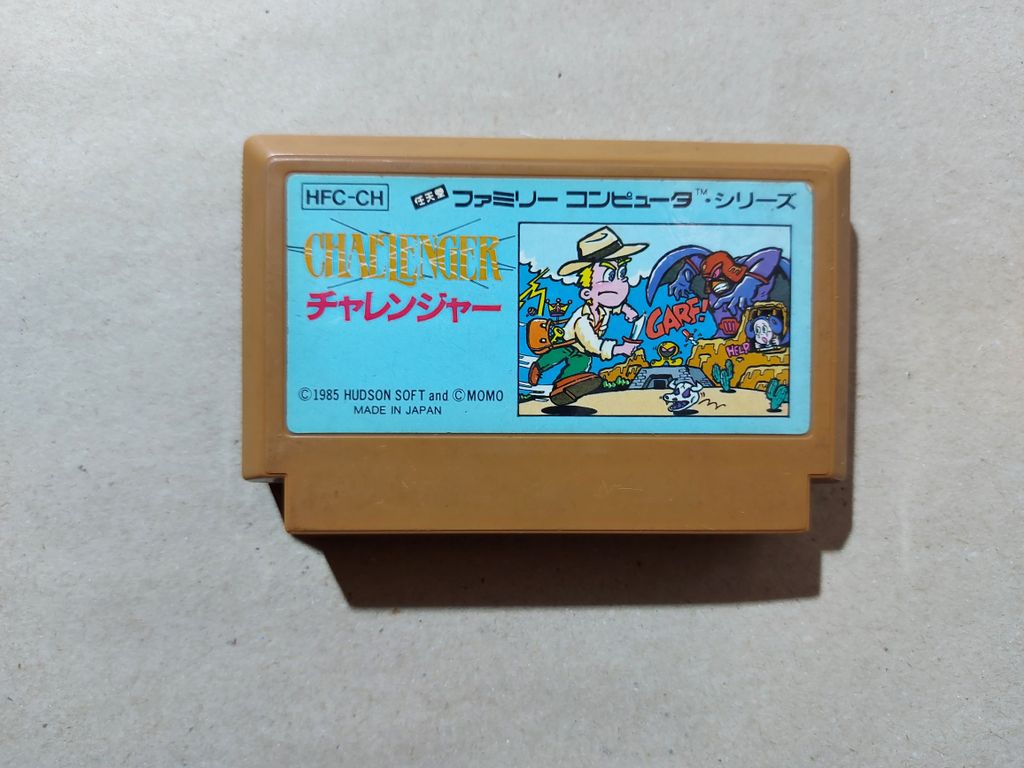 HFC-CH
任天堂 ファミリー コンピュータ™・シリーズ
CHALLENGER
チャレンジャー
GARF!
HELP
©1985 HUDSON SOFT and ©MOMO
MADE IN JAPAN